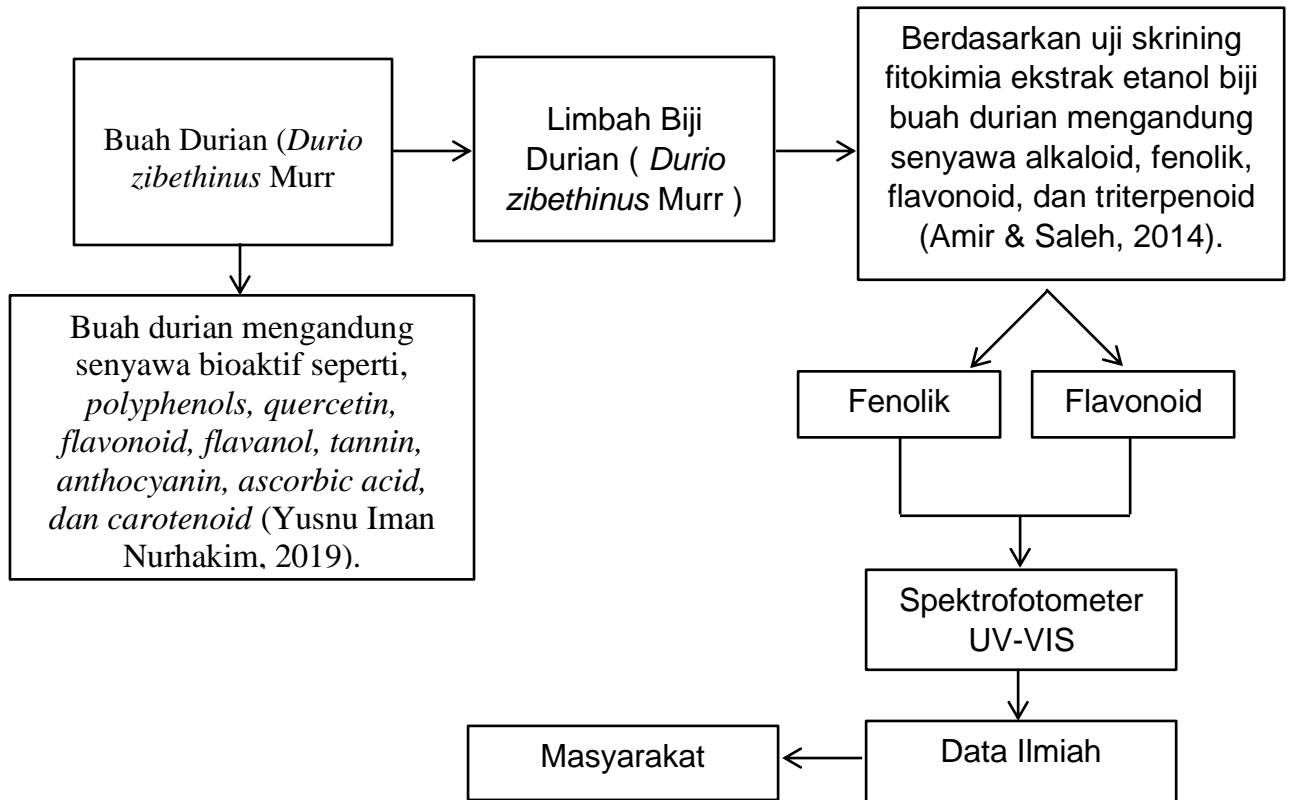 Buah Durian (Durio
zibethinus Murr
Limbah Biji
Durian ( Durio
zibethinus Murr )
Berdasarkan uji skrining
fitokimia ekstrak etanol biji
buah durian mengandung
senyawa alkaloid, fenolik,
flavonoid, dan triterpenoid
(Amir & Saleh, 2014).
Buah durian mengandung
senyawa bioaktif seperti,
polyphenols, quercetin,
flavonoid, flavanol, tannin,
anthocyanin, ascorbic acid,
dan carotenoid (Yusnu Iman
Nurhakim, 2019).
Fenolik
Flavonoid
Spektrofotometer
UV-VIS
Data Ilmiah
Masyarakat